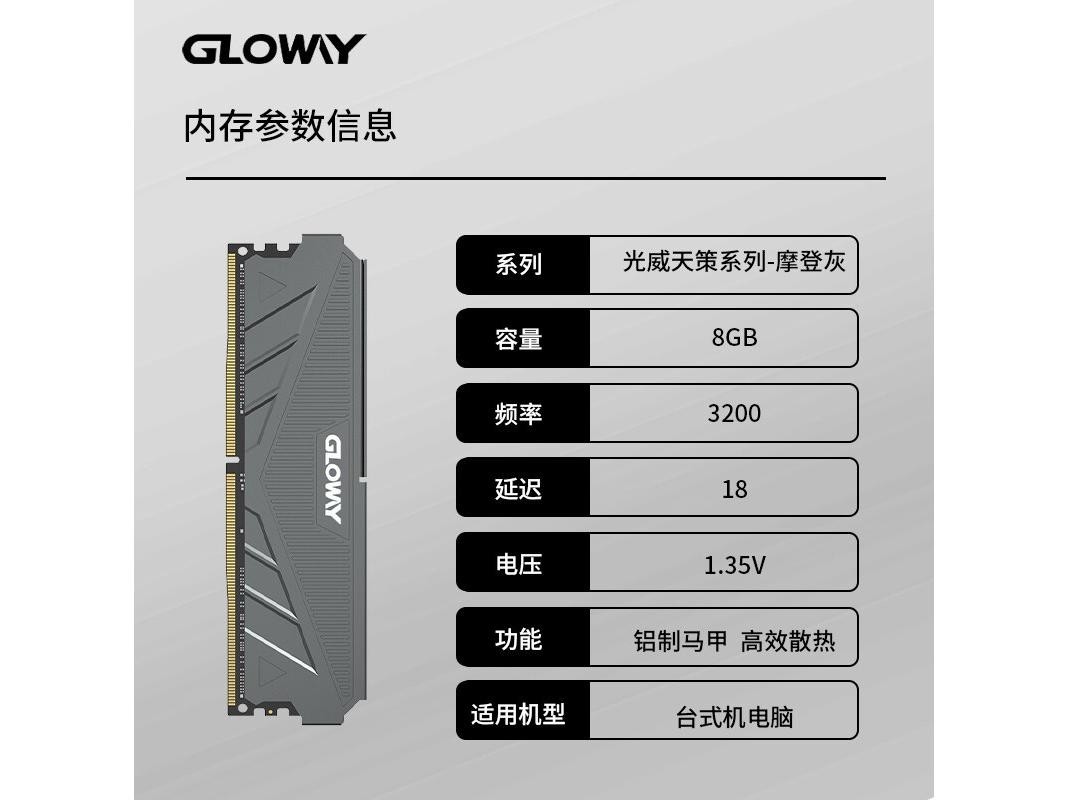 GLOWAY
内存参数信息
系列 光威天策系列-摩登灰
容量 8GB
频率 3200
延迟 18
电压 1.35V
功能 铝制马甲 高效散热
适用机型 台式机电脑
GLOWAY